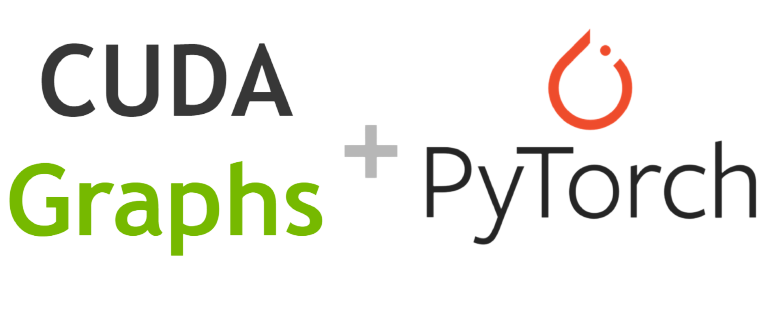 CUDA
Graphs
+
PyTorch